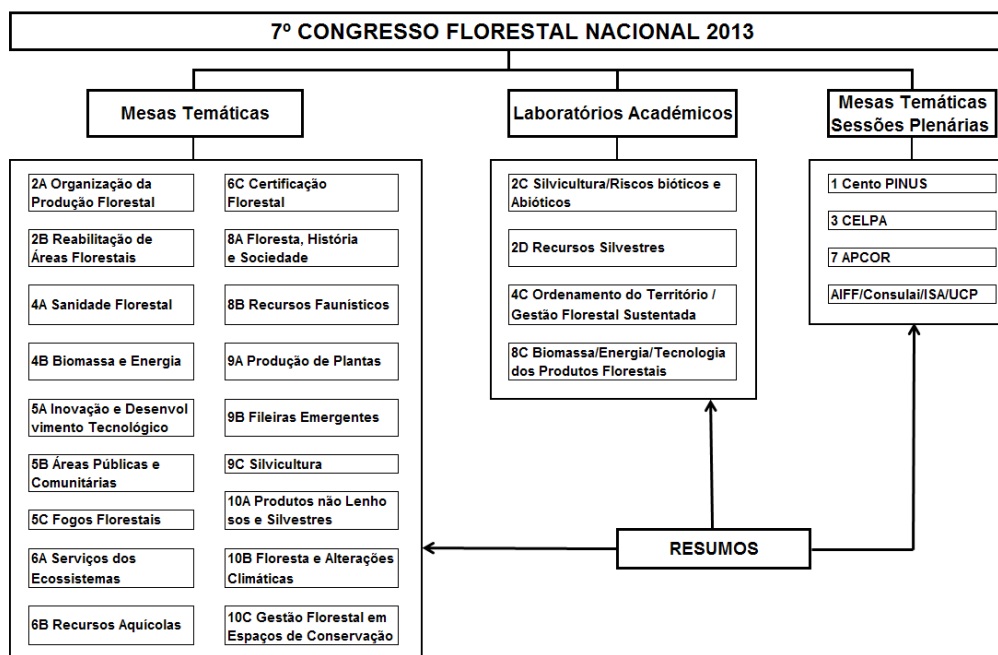 7º CONGRESSO FLORESTAL NACIONAL 2013
Mesas Temáticas
2A Organização da
Produção Florestal
2B Reabilitação de
Áreas Florestais
4A Sanidade Florestal
4B Biomassa e Energia
5A Inovação e Desenvol
vimento Tecnológico
5B Áreas Públicas e
Comunitárias
5C Fogos Florestais
6A Serviços dos
Ecossistemas
6B Recursos Aquícolas
6C Certificação
Florestal
8A Floresta, História
e Sociedade
8B Recursos Faunísticos
9A Produção de Plantas
9B Fileiras Emergentes
9C Silvicultura
10A Produtos não Lenho
sos e Silvestres
10B Floresta e Alterações
Climáticas
10C Gestão Florestal em
Espaços de Conservação
Laboratórios Académicos
2C Silvicultura/Riscos bióticos e
Abióticos
2D Recursos Silvestres
4C Ordenamento do Território /
Gestão Florestal Sustentada
8C Biomassa/Energia/Tecnologia
dos Produtos Florestais
Mesas Temáticas
Sessões Plenárias
1 Cento PINUS
3 CELPA
7 APCOR
AIFF/Consulai/ISA/UCP
RESUMOS